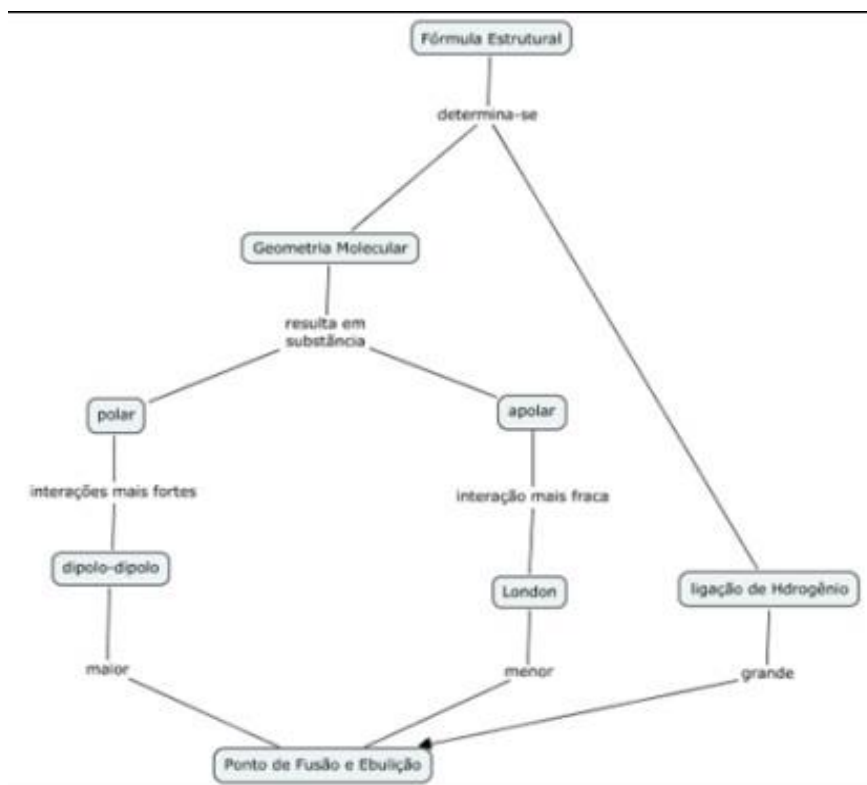 Fórmula Estrutural
determina-se
Geometria Molecular
resulta em
substância
polar
apolar
interações mais fortes
interação mais fraca
dipolo-dipolo
London
ligação de Hdrogênio
maior
menor
grande
Ponto de Fusão e Ebulição